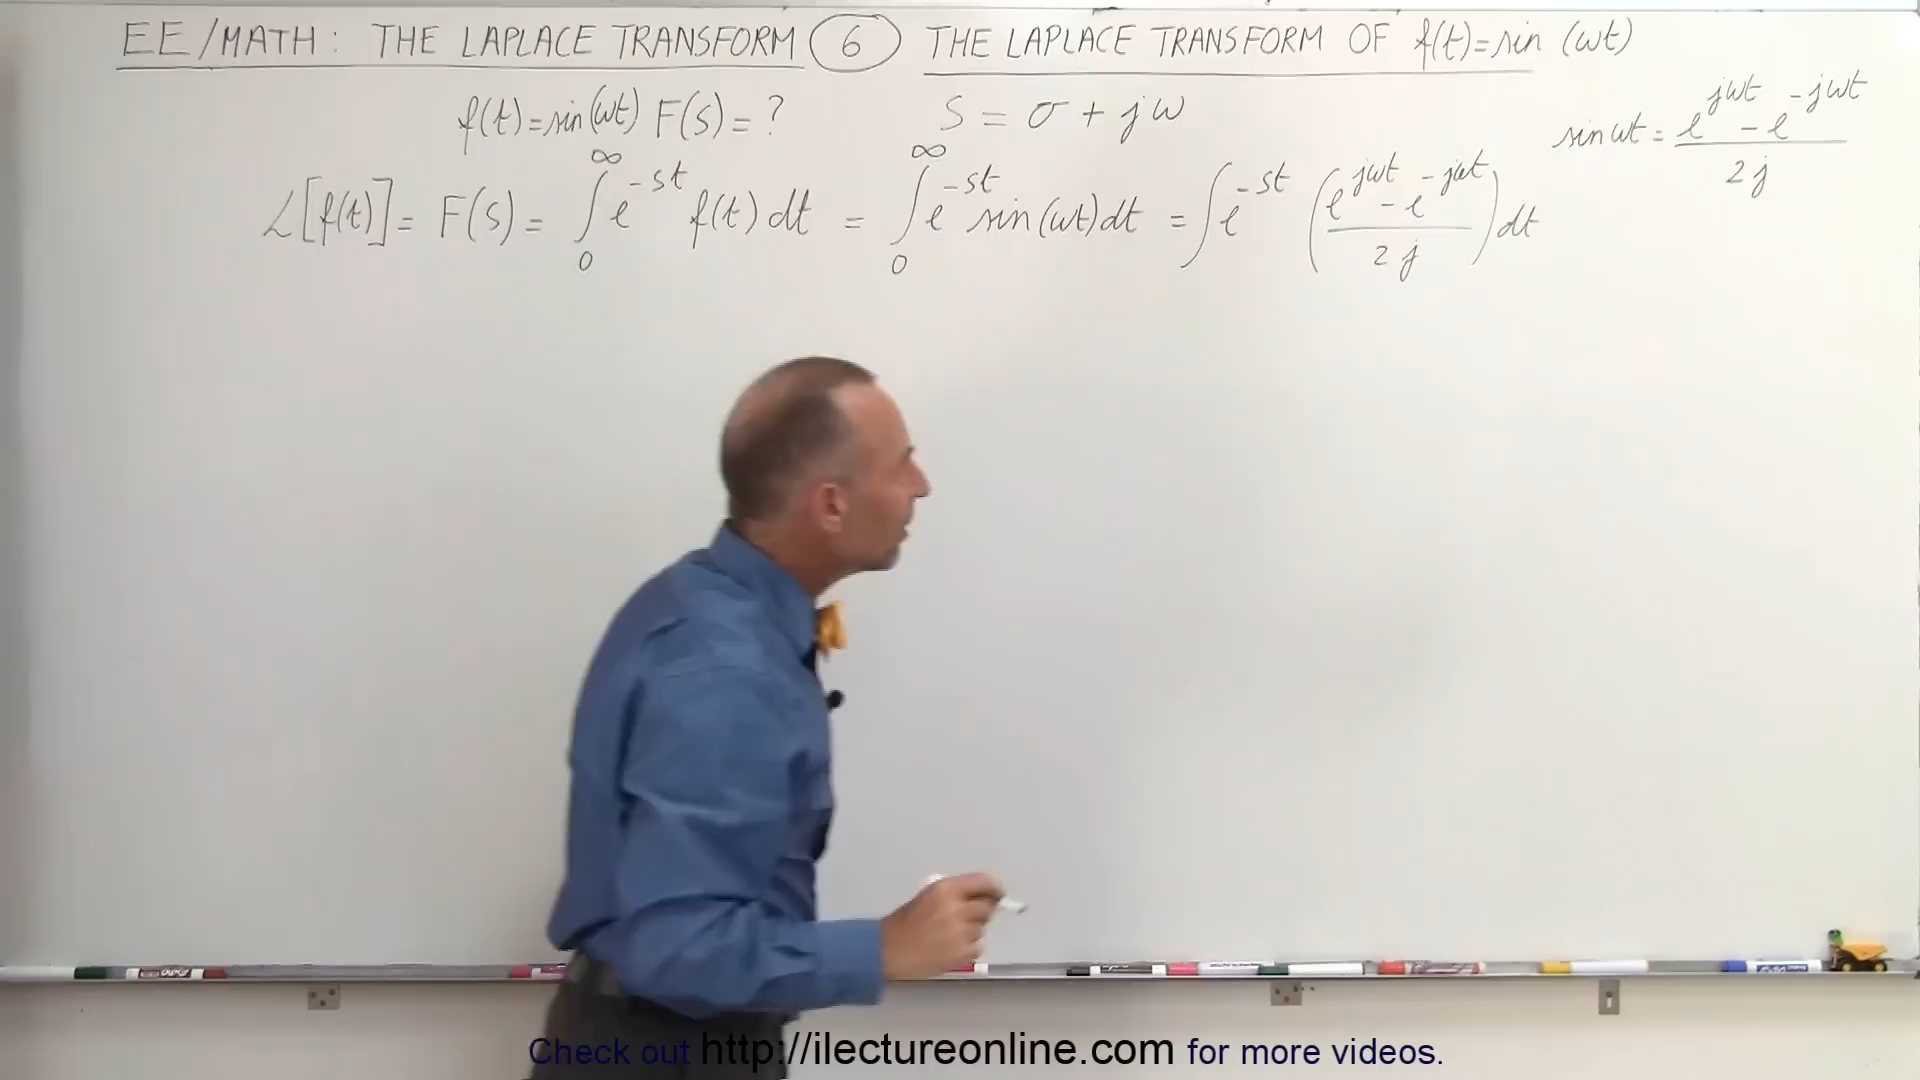 EE/MATH: THE LAPLACE TRANSFORM 6 THE LAPLACE TRANSFORM OF f(t)=sin (ωt)
f(t)=sin(ωt) F(s)=? S = σ + jω
sin ωt = (e^{jωt} - e^{-jωt}) / 2j
L[f(t)] = F(s) = ∫_0^∞ e^{-st} f(t) dt = ∫_0^∞ e^{-st} sin(ωt)dt = ∫ e^{-st} ((e^{jωt} - e^{-jωt}) / 2j) dt
Check out http://ilectureonline.com for more videos.